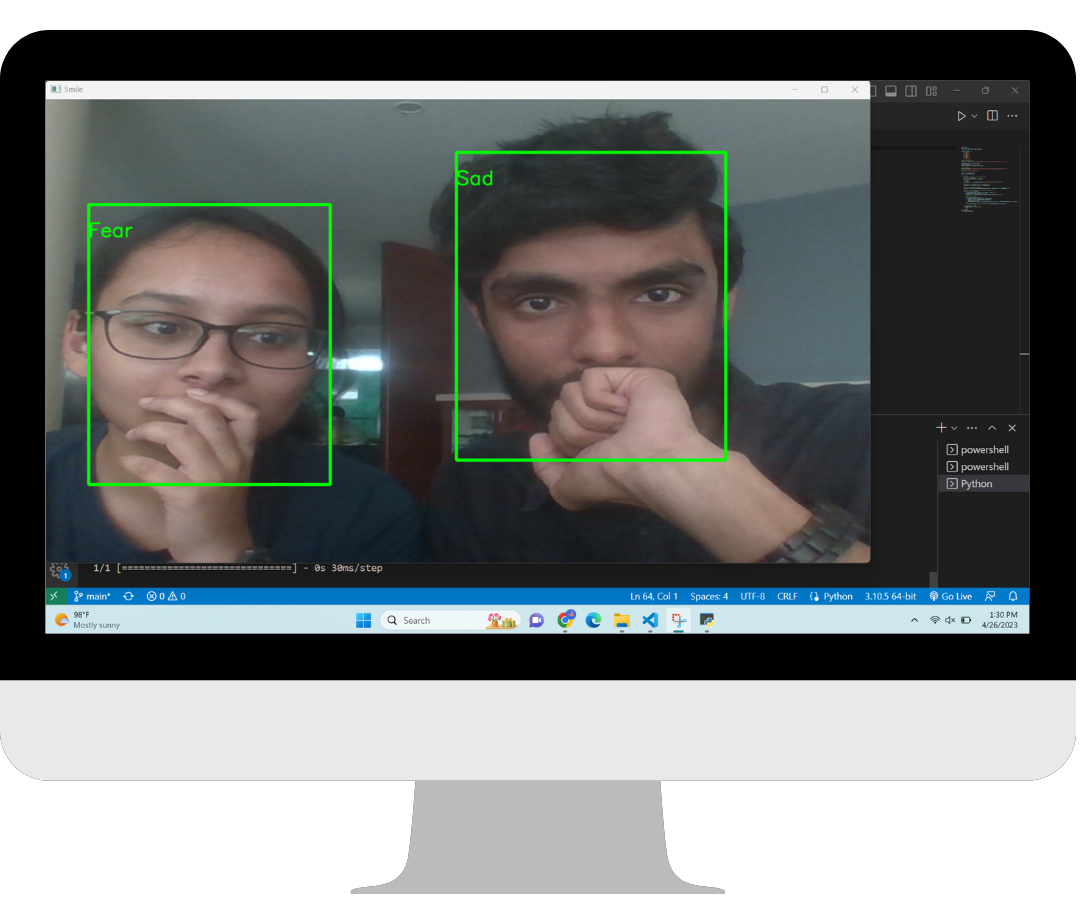 Smile
Sad
Fear
powershell
powershell
Python
1/1 [==============================] - 0s 30ms/step
1
main* 0 0 Ln 64, Col 1 Spaces: 4 UTF-8 CRLF Python 3.10.5 64-bit Go Live
98°F
Mostly sunny
Search
1:30 PM
4/26/2023